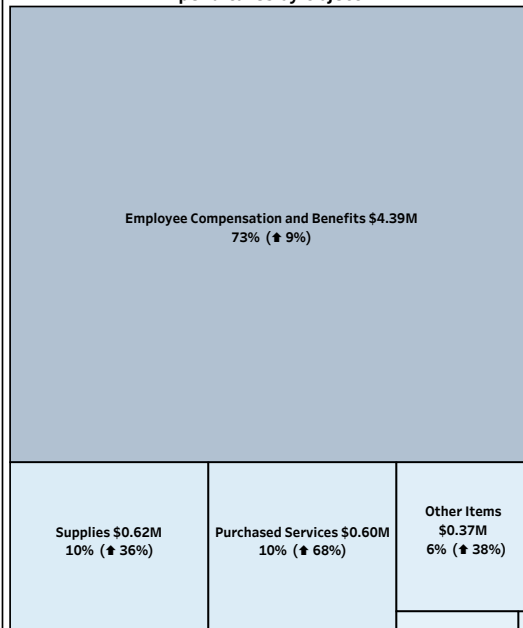 Employee Compensation and Benefits $4.39M
73% (⬆ 9%)
Supplies $0.62M
10% (⬆ 36%)
Purchased Services $0.60M
10% (⬆ 68%)
Other Items
$0.37M
6% (⬆ 38%)